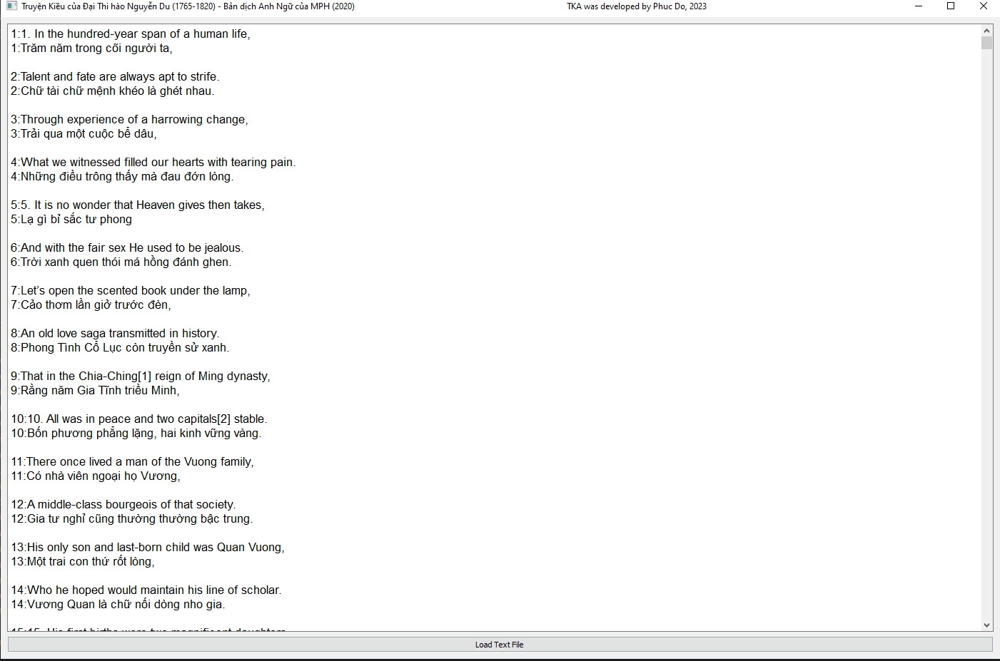 Truyện Kiều của Đại Thi hào Nguyễn Du (1765-1820) - Bản dịch Anh Ngữ của MPH (2020) TKA was developed by Phuc Do, 2023
1:1. In the hundred-year span of a human life,
1:Trăm năm trong cõi người ta,
2:Talent and fate are always apt to strife.
2:Chữ tài chữ mệnh khéo là ghét nhau.
3:Through experience of a harrowing change,
3:Trải qua một cuộc bể dâu,
4:What we witnessed filled our hearts with tearing pain.
4:Những điều trông thấy mà đau đớn lòng.
5:5. It is no wonder that Heaven gives then takes,
5:Lạ gì bỉ sắc tư phong
6:And with the fair sex He used to be jealous.
6:Trời xanh quen thói má hồng đánh ghen.
7:Let’s open the scented book under the lamp,
7:Cảo thơm lần giở trước đèn,
8:An old love saga transmitted in history.
8:Phong Tình Cổ Lục còn truyền sử xanh.
9:That in the Chia-Ching[1] reign of Ming dynasty,
9:Rằng năm Gia Tĩnh triều Minh,
10:10. All was in peace and two capitals[2] stable.
10:Bốn phương phẳng lặng, hai kinh vững vàng.
11:There once lived a man of the Vuong family,
11:Có nhà viên ngoại họ Vương,
12:A middle-class bourgeois of that society.
12:Gia tư nghỉ cũng thường thường bậc trung.
13:His only son and last-born child was Quan Vuong,
13:Một trai con thứ rốt lòng,
14:Who he hoped would maintain his line of scholar.
14:Vương Quan là chữ nối dòng nho gia.
15:15. His first births were two magnificent daughters
Load Text File